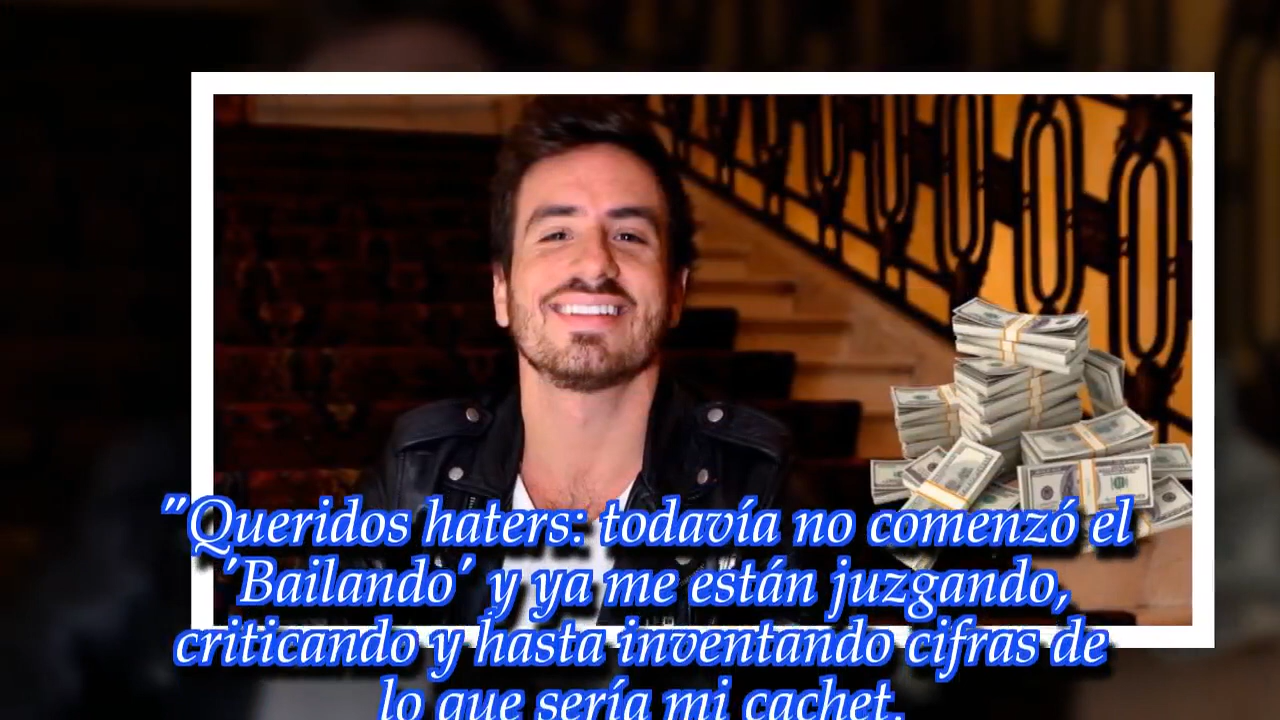 "Queridos haters: todavía no comenzó el
'Bailando' y ya me están juzgando,
criticando y hasta inventando cifras de
lo que sería mi cachet.